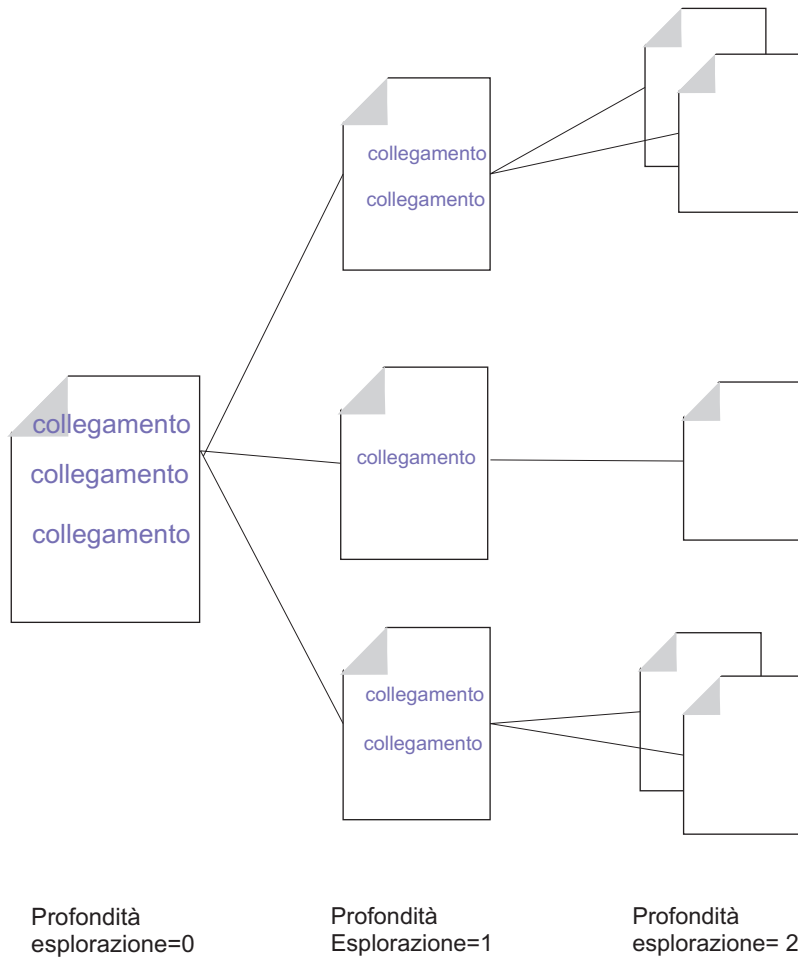 collegamento
collegamento
collegamento
collegamento
collegamento
collegamento
collegamento
collegamento
Profondità
esplorazione=0
Profondità
Esplorazione=1
Profondità
esplorazione= 2